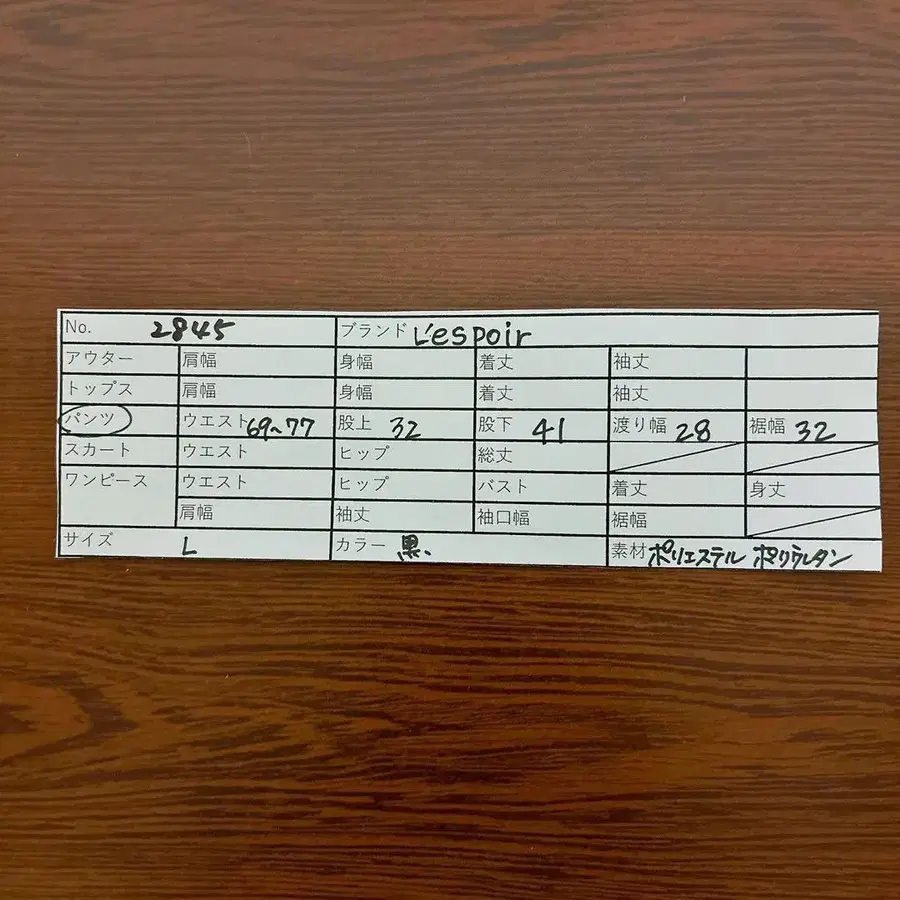 No. 2845 ブランド L'espoir
アウター 肩幅 身幅 着丈 袖丈
トップス 肩幅 身幅 着丈 袖丈
パンツ ウエスト 69~77 股上 32 股下 41 渡り幅 28 裾幅 32
スカート ウエスト ヒップ 総丈
ワンピース ウエスト ヒップ バスト 着丈 身丈
肩幅 袖丈 袖口幅 裾幅
サイズ L カラー 黒、 素材 ポリエステル ポリウレタン